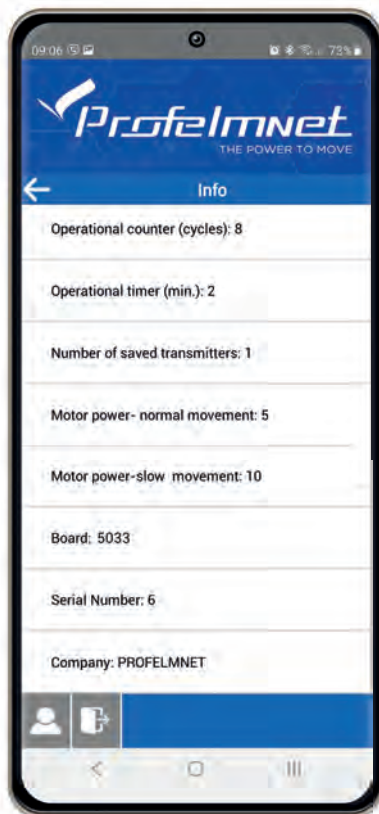 09:06
73%
Profelmnet
THE POWER TO MOVE
Info
Operational counter (cycles): 8
Operational timer (min.): 2
Number of saved transmitters: 1
Motor power- normal movement: 5
Motor power-slow movement: 10
Board: 5033
Serial Number: 6
Company: PROFELMNET